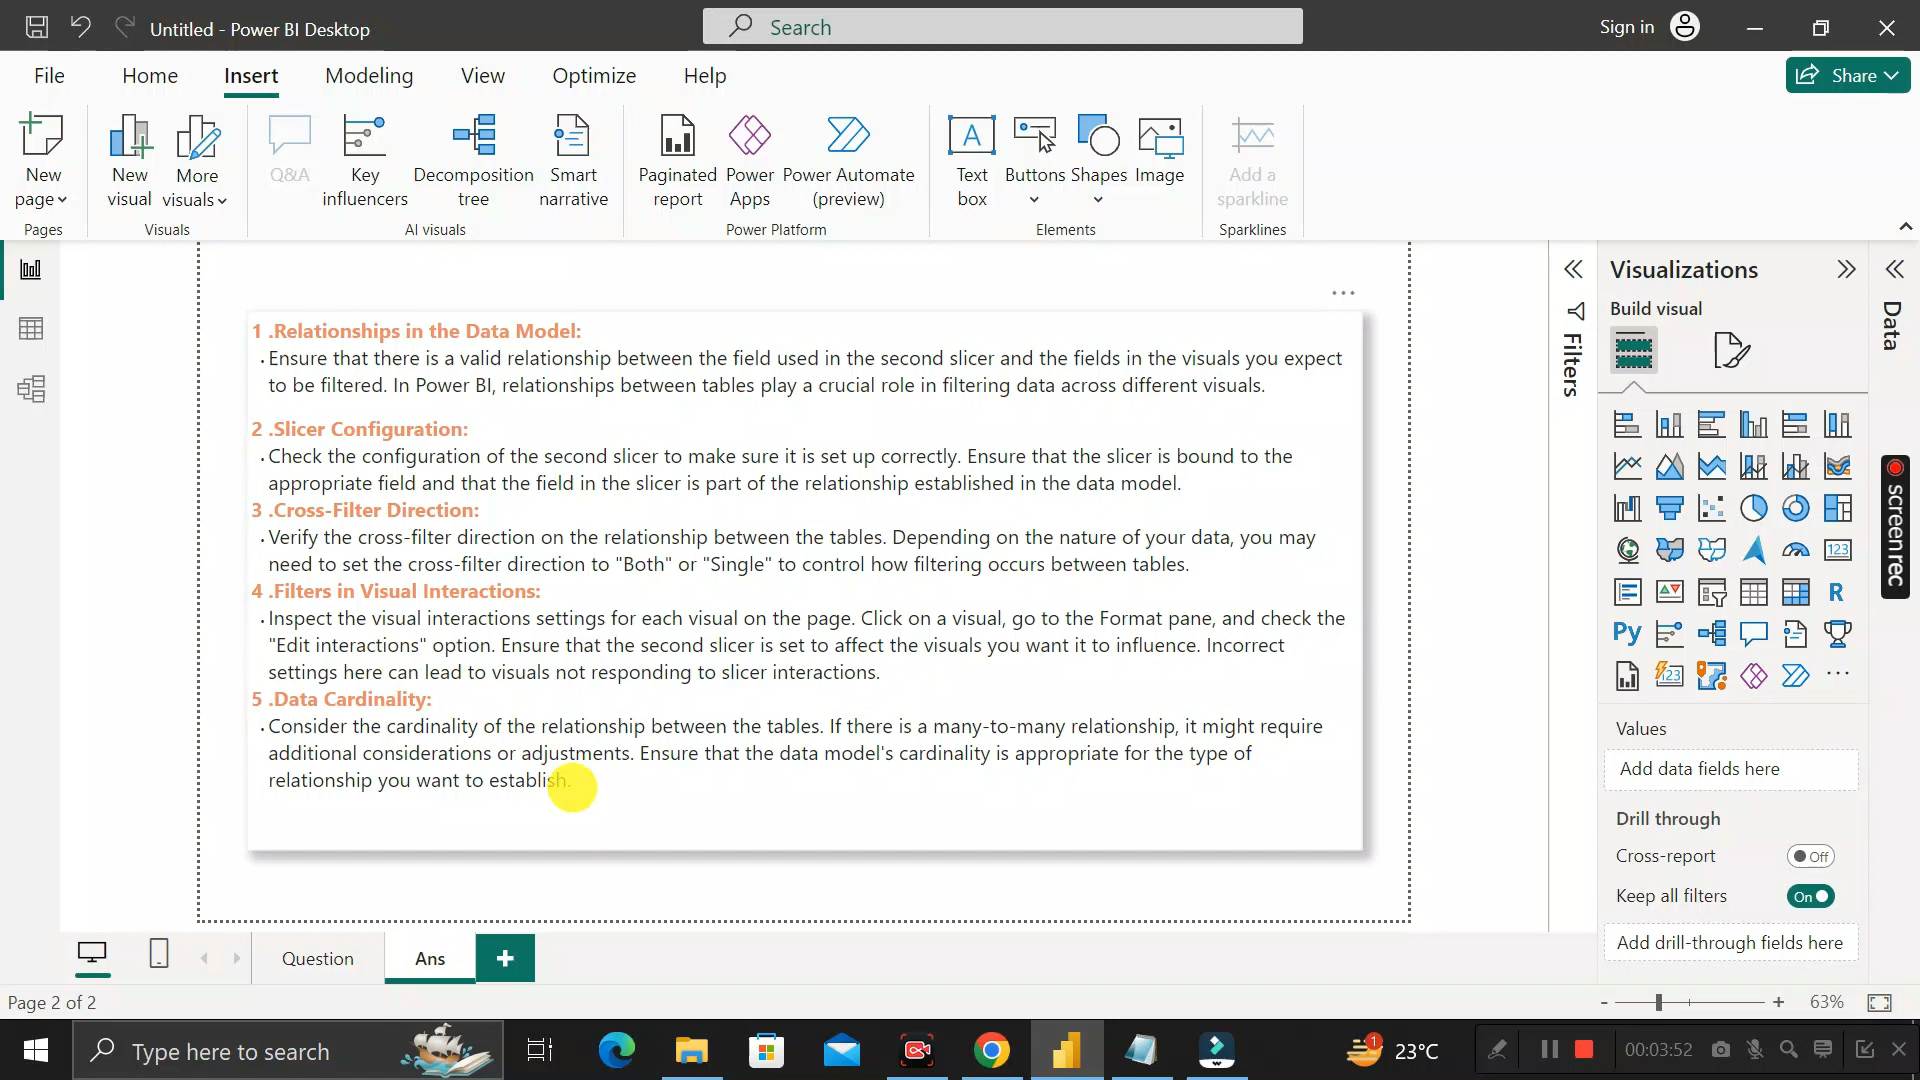 Untitled - Power BI Desktop
Search
Sign in
File
Home
Insert
Modeling
View
Optimize
Help
Share
New page
New visual
More visuals
Q&A
Key influencers
Decomposition tree
Smart narrative
Paginated report
Power Apps
Power Automate (preview)
Text box
Buttons
Shapes
Image
Add a sparkline
Pages
Visuals
AI visuals
Power Platform
Elements
Sparklines
1 .Relationships in the Data Model:
. Ensure that there is a valid relationship between the field used in the second slicer and the fields in the visuals you expect
to be filtered. In Power BI, relationships between tables play a crucial role in filtering data across different visuals.
2 .Slicer Configuration:
. Check the configuration of the second slicer to make sure it is set up correctly. Ensure that the slicer is bound to the
appropriate field and that the field in the slicer is part of the relationship established in the data model.
3 .Cross-Filter Direction:
. Verify the cross-filter direction on the relationship between the tables. Depending on the nature of your data, you may
need to set the cross-filter direction to "Both" or "Single" to control how filtering occurs between tables.
4 .Filters in Visual Interactions:
. Inspect the visual interactions settings for each visual on the page. Click on a visual, go to the Format pane, and check the
"Edit interactions" option. Ensure that the second slicer is set to affect the visuals you want it to influence. Incorrect
settings here can lead to visuals not responding to slicer interactions.
5 .Data Cardinality:
. Consider the cardinality of the relationship between the tables. If there is a many-to-many relationship, it might require
additional considerations or adjustments. Ensure that the data model's cardinality is appropriate for the type of
relationship you want to establish.
Filters
Visualizations
Build visual
123
R
Py
123
Values
Add data fields here
Drill through
Cross-report
Off
Keep all filters
On
Add drill-through fields here
Data
screen rec
Question
Ans
Page 2 of 2
- + 63%
Type here to search
1
23°C
00:03:52